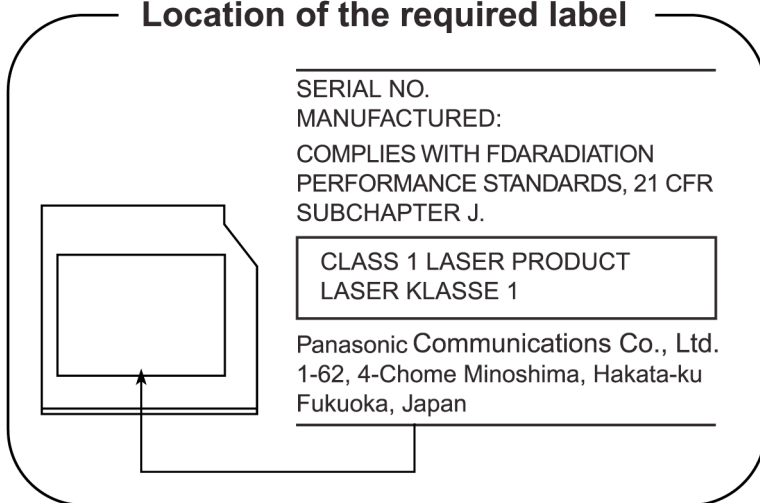 Location of the required label
SERIAL NO.
MANUFACTURED:
COMPLIES WITH FDARADIATION
PERFORMANCE STANDARDS, 21 CFR
SUBCHAPTER J.
CLASS 1 LASER PRODUCT
LASER KLASSE 1
Panasonic Communications Co., Ltd.
1-62, 4-Chome Minoshima, Hakata-ku
Fukuoka, Japan